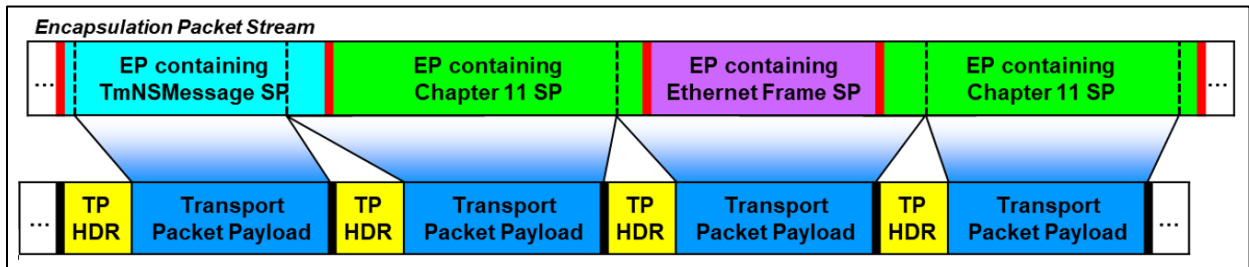 Encapsulation Packet Stream
...
EP containing
TmNSMessage SP
EP containing
Chapter 11 SP
EP containing
Ethernet Frame SP
EP containing
Chapter 11 SP
...
...
TP
HDR
Transport
Packet Payload
TP
HDR
Transport
Packet Payload
TP
HDR
Transport
Packet Payload
TP
HDR
Transport
Packet Payload
...